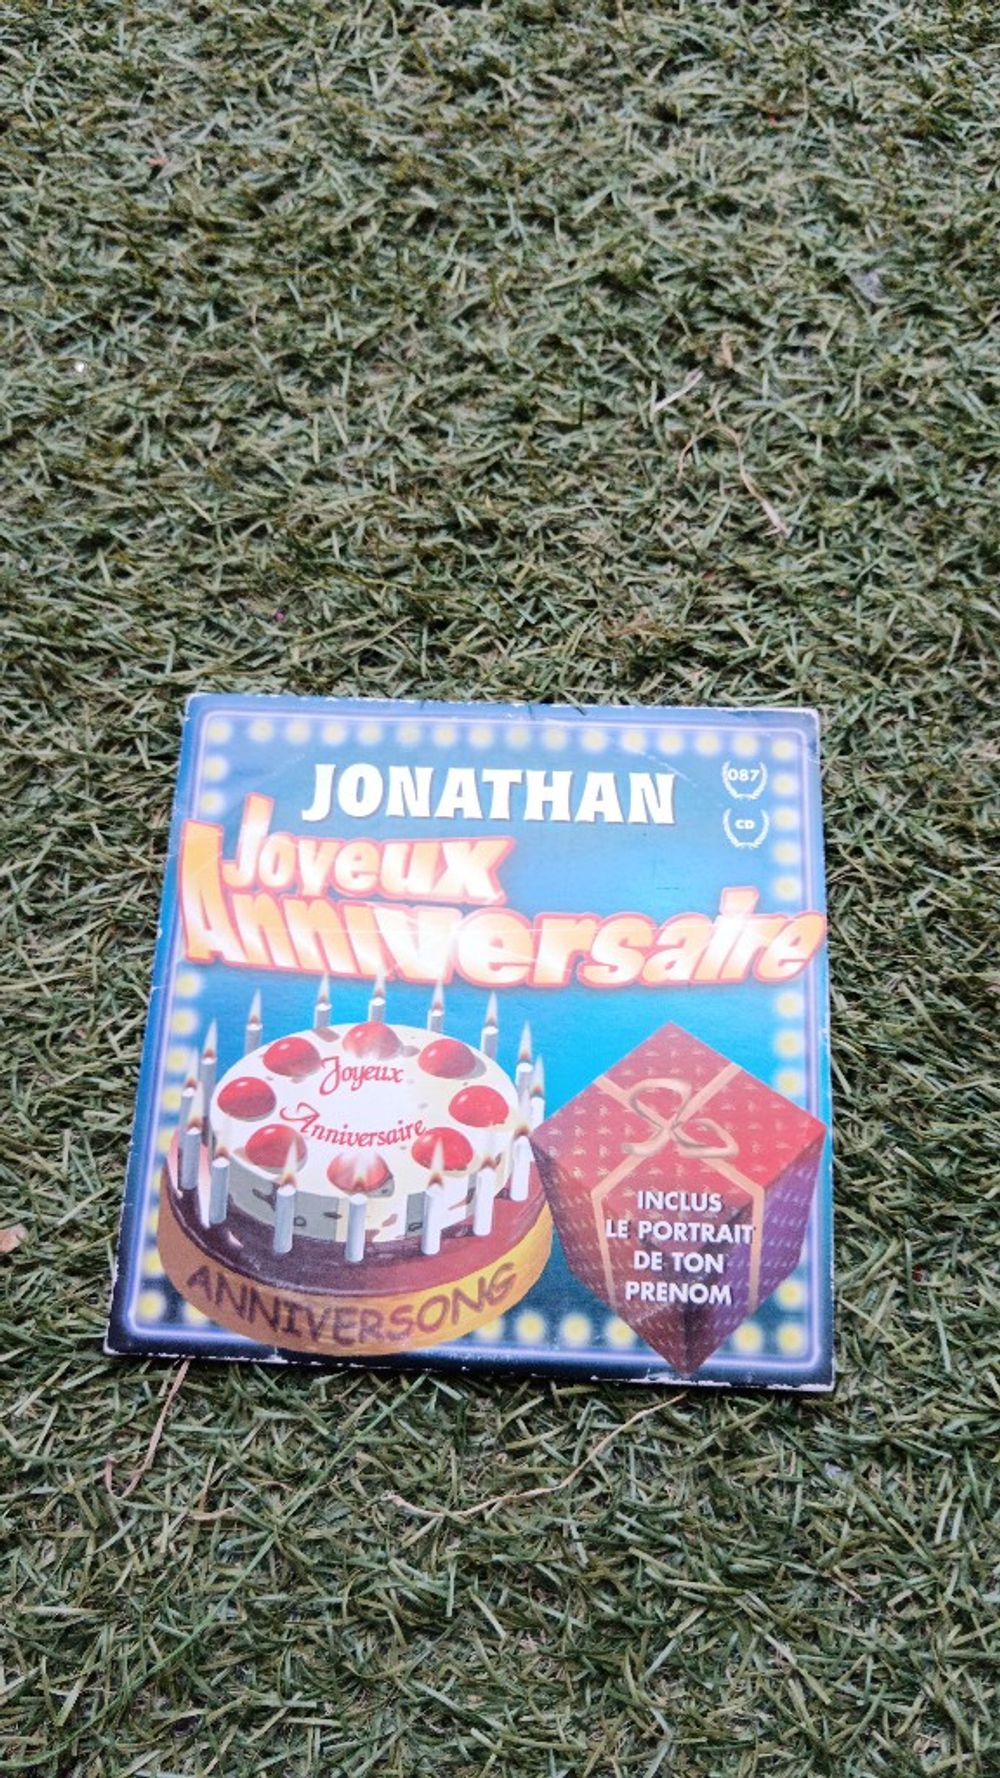 JONATHAN
087
CD
Joyeux
Anniversaire
Joyeux
Anniversaire
INCLUS
LE PORTRAIT
DE TON
PRENOM
ANNIVERSONG